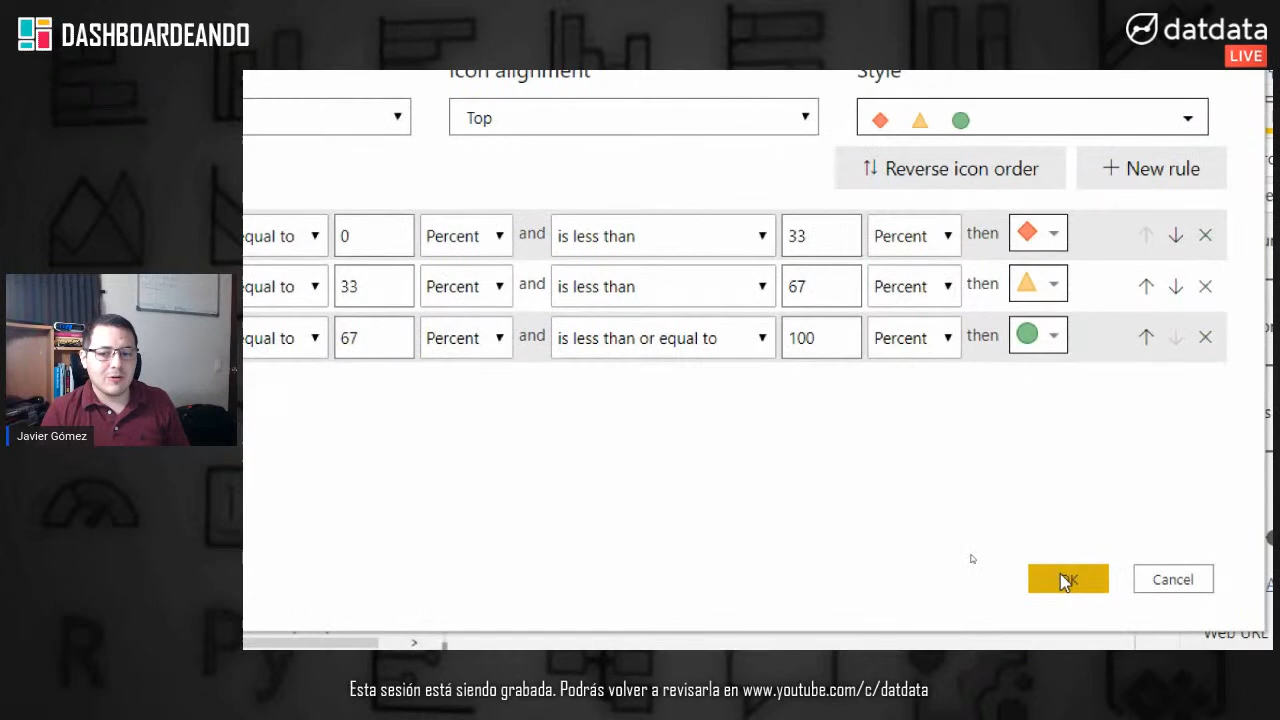 DASHBOARDEANDO
datdata
LIVE
Icon alignment
Style
Top
Reverse icon order
New rule
equal to 0 Percent and is less than 33 Percent then
equal to 33 Percent and is less than 67 Percent then
equal to 67 Percent and is less than or equal to 100 Percent then
Javier Gómez
OK
Cancel
Web URL
R
Py
Esta sesión está siendo grabada. Podrás volver a revisarla en www.youtube.com/c/datdata